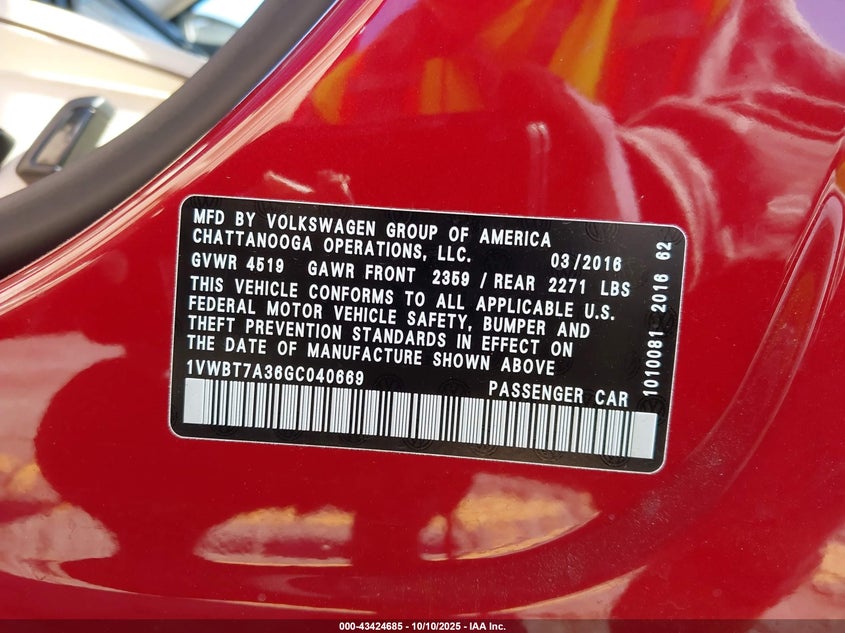 MFD BY VOLKSWAGEN GROUP OF AMERICA
CHATTANOOGA OPERATIONS, LLC. 03/2016
GVWR 4519 GAWR FRONT 2359 / REAR 2271 LBS
THIS VEHICLE CONFORMS TO ALL APPLICABLE U.S.
FEDERAL MOTOR VEHICLE SAFETY, BUMPER AND
THEFT PREVENTION STANDARDS IN EFFECT ON
THE DATE OF MANUFACTURE SHOWN ABOVE
1VWBT7A36GC040669 PASSENGER CAR
1010081 2016 62
000-43424685 - 10/10/2025 - IAA Inc.